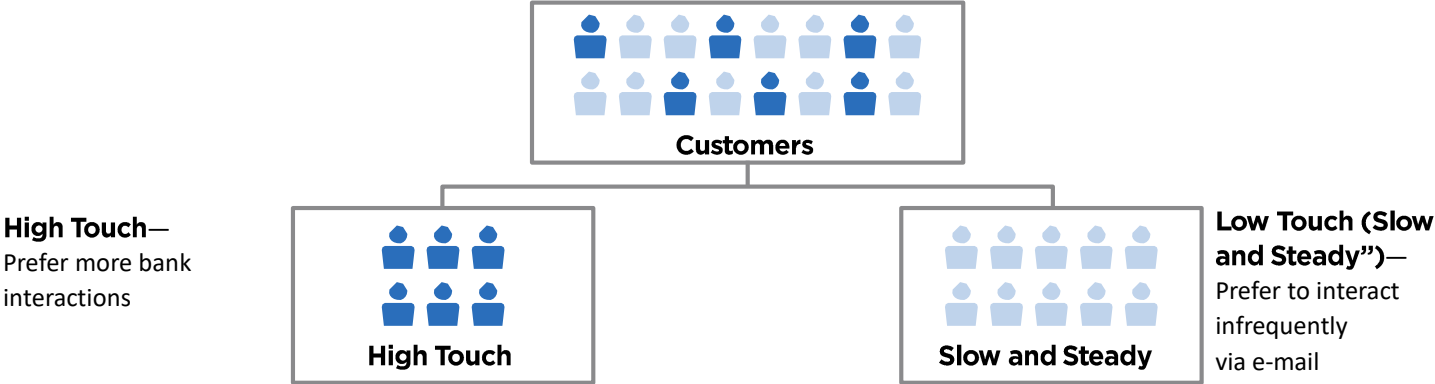 Customers
High Touch—
Prefer more bank
interactions
High Touch
Slow and Steady
Low Touch (Slow
and Steady”)—
Prefer to interact
infrequently
via e-mail